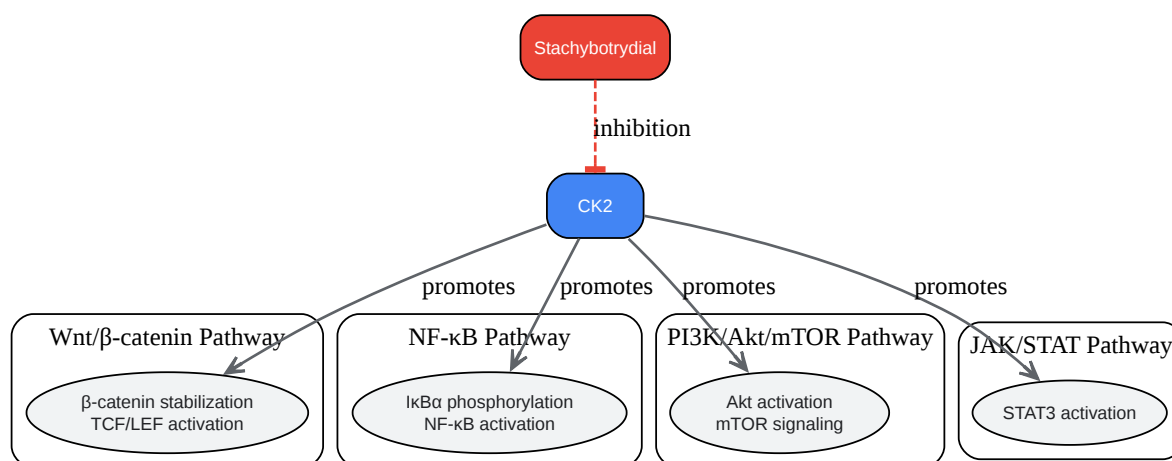 Stachybotrydial
inhibition
CK2
promotes
promotes
promotes
promotes
Wnt/β-catenin Pathway
NF-κB Pathway
PI3K/Akt/mTOR Pathway
JAK/STAT Pathway
β-catenin stabilization
TCF/LEF activation
IκBα phosphorylation
NF-κB activation
Akt activation
mTOR signaling
STAT3 activation